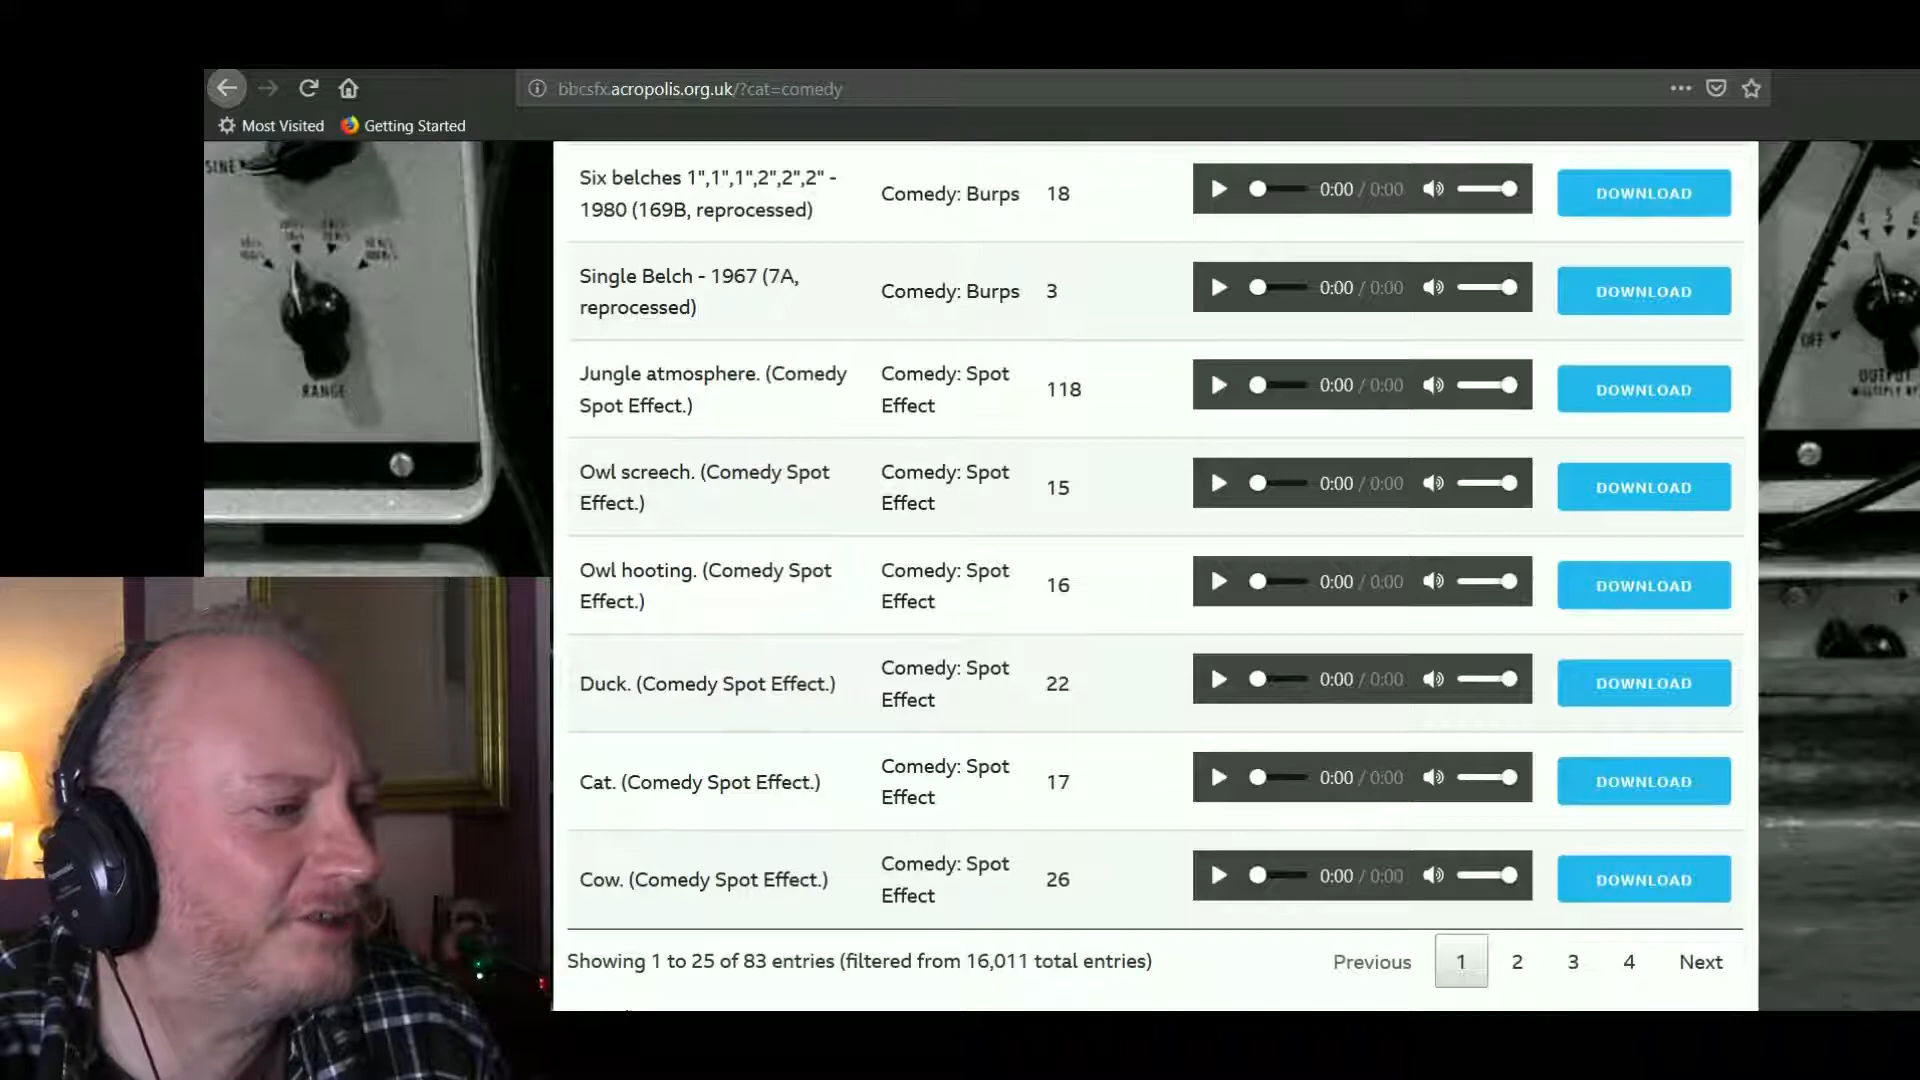 bbcsfx.acropolis.org.uk/?cat=comedy
Most Visited
Getting Started
Six belches 1",1",1",2",2",2" -
1980 (169B, reprocessed)
Comedy: Burps
18
0:00 / 0:00
DOWNLOAD
Single Belch - 1967 (7A,
reprocessed)
Comedy: Burps
3
0:00 / 0:00
DOWNLOAD
Jungle atmosphere. (Comedy
Spot Effect.)
Comedy: Spot
Effect
118
0:00 / 0:00
DOWNLOAD
Owl screech. (Comedy Spot
Effect.)
Comedy: Spot
Effect
15
0:00 / 0:00
DOWNLOAD
Owl hooting. (Comedy Spot
Effect.)
Comedy: Spot
Effect
16
0:00 / 0:00
DOWNLOAD
Duck. (Comedy Spot Effect.)
Comedy: Spot
Effect
22
0:00 / 0:00
DOWNLOAD
Cat. (Comedy Spot Effect.)
Comedy: Spot
Effect
17
0:00 / 0:00
DOWNLOAD
Cow. (Comedy Spot Effect.)
Comedy: Spot
Effect
26
0:00 / 0:00
DOWNLOAD
Showing 1 to 25 of 83 entries (filtered from 16,011 total entries)
Previous 1 2 3 4 Next
SINE
RANGE
4 5 6
OFF
OUTPUT